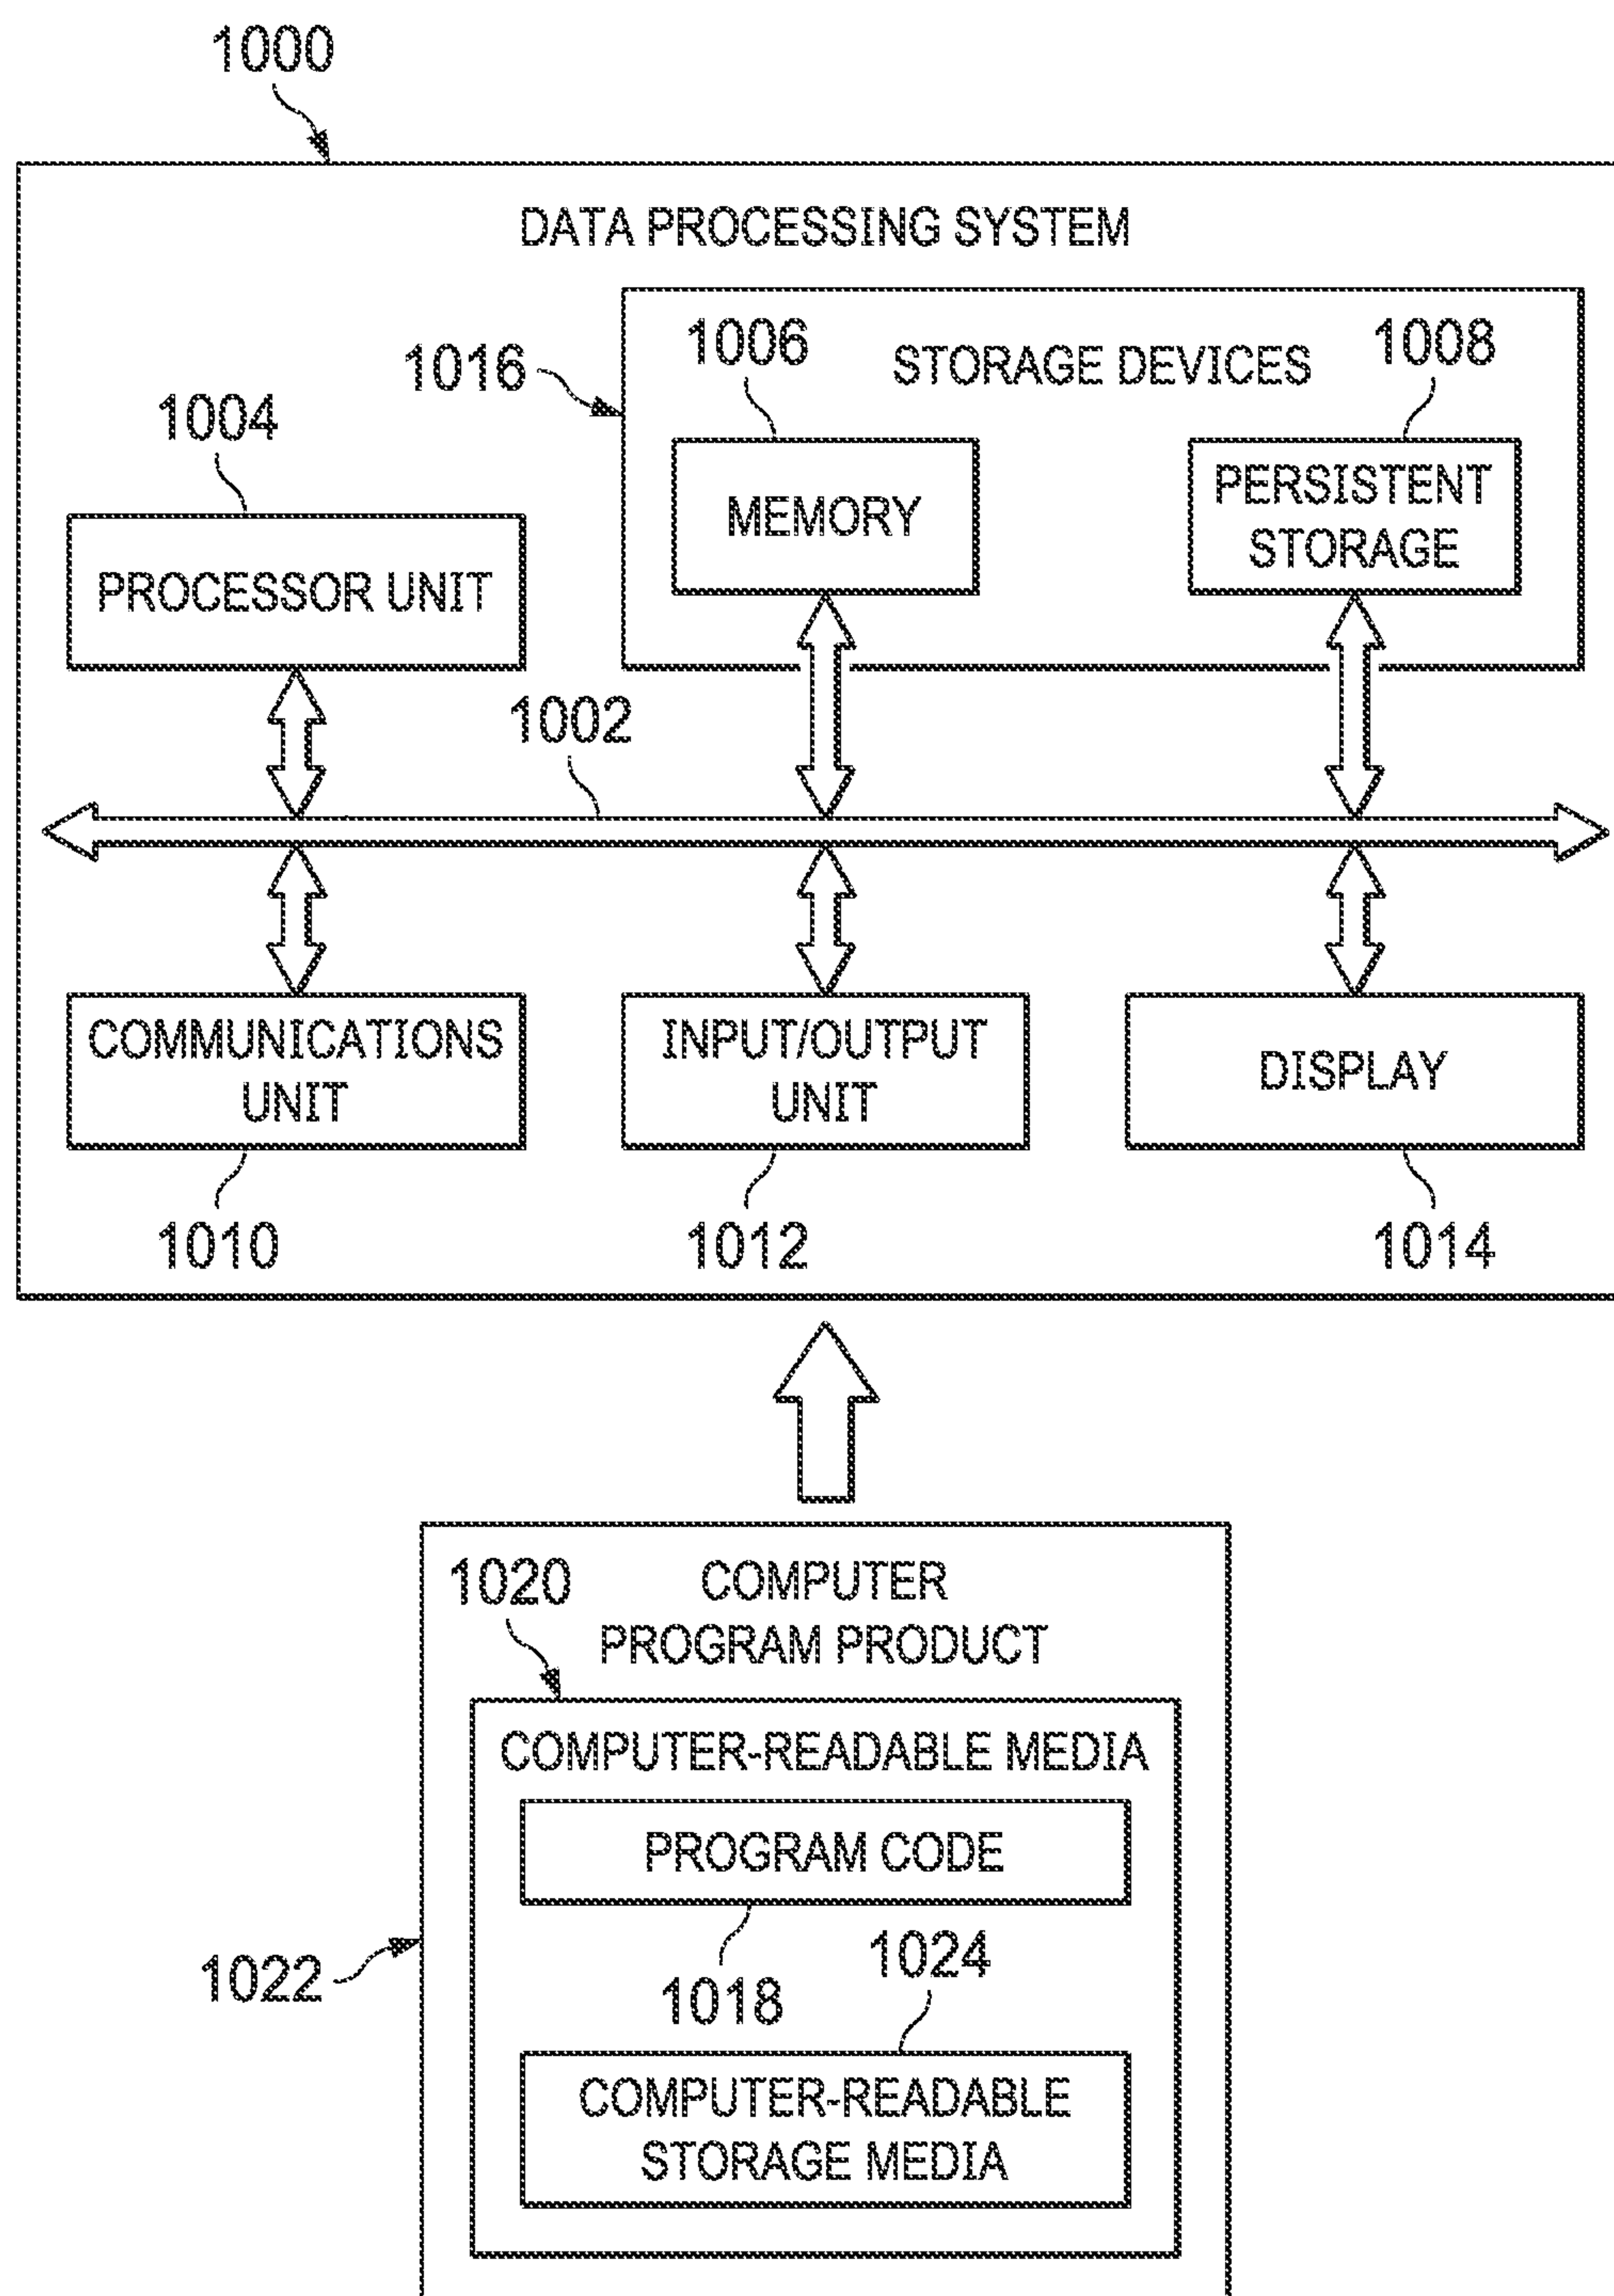 1000
DATA PROCESSING SYSTEM
1006
1008
1016
STORAGE DEVICES
1004
MEMORY
PERSISTENT
STORAGE
PROCESSOR UNIT
1002
COMMUNICATIONS
UNIT
INPUT/OUTPUT
UNIT
DISPLAY
1010
1012
1014
1020
COMPUTER
PROGRAM PRODUCT
COMPUTER-READABLE MEDIA
PROGRAM CODE
1022
1018
1024
COMPUTER-READABLE
STORAGE MEDIA